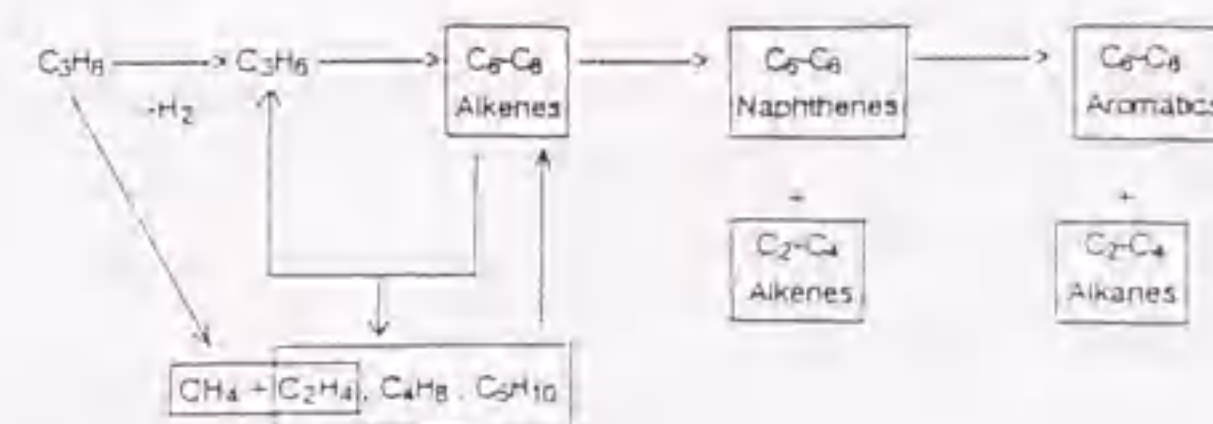 C₃H₈ C₃H₆ C₆-C₈ C₆-C₈ C₆-C₈
-H₂ Alkenes Naphthenes Aromatics
+ +
C₂-C₄ C₂-C₄
Alkenes Alkanes
CH₄ + C₂H₄, C₄H₈, C₅H₁₀